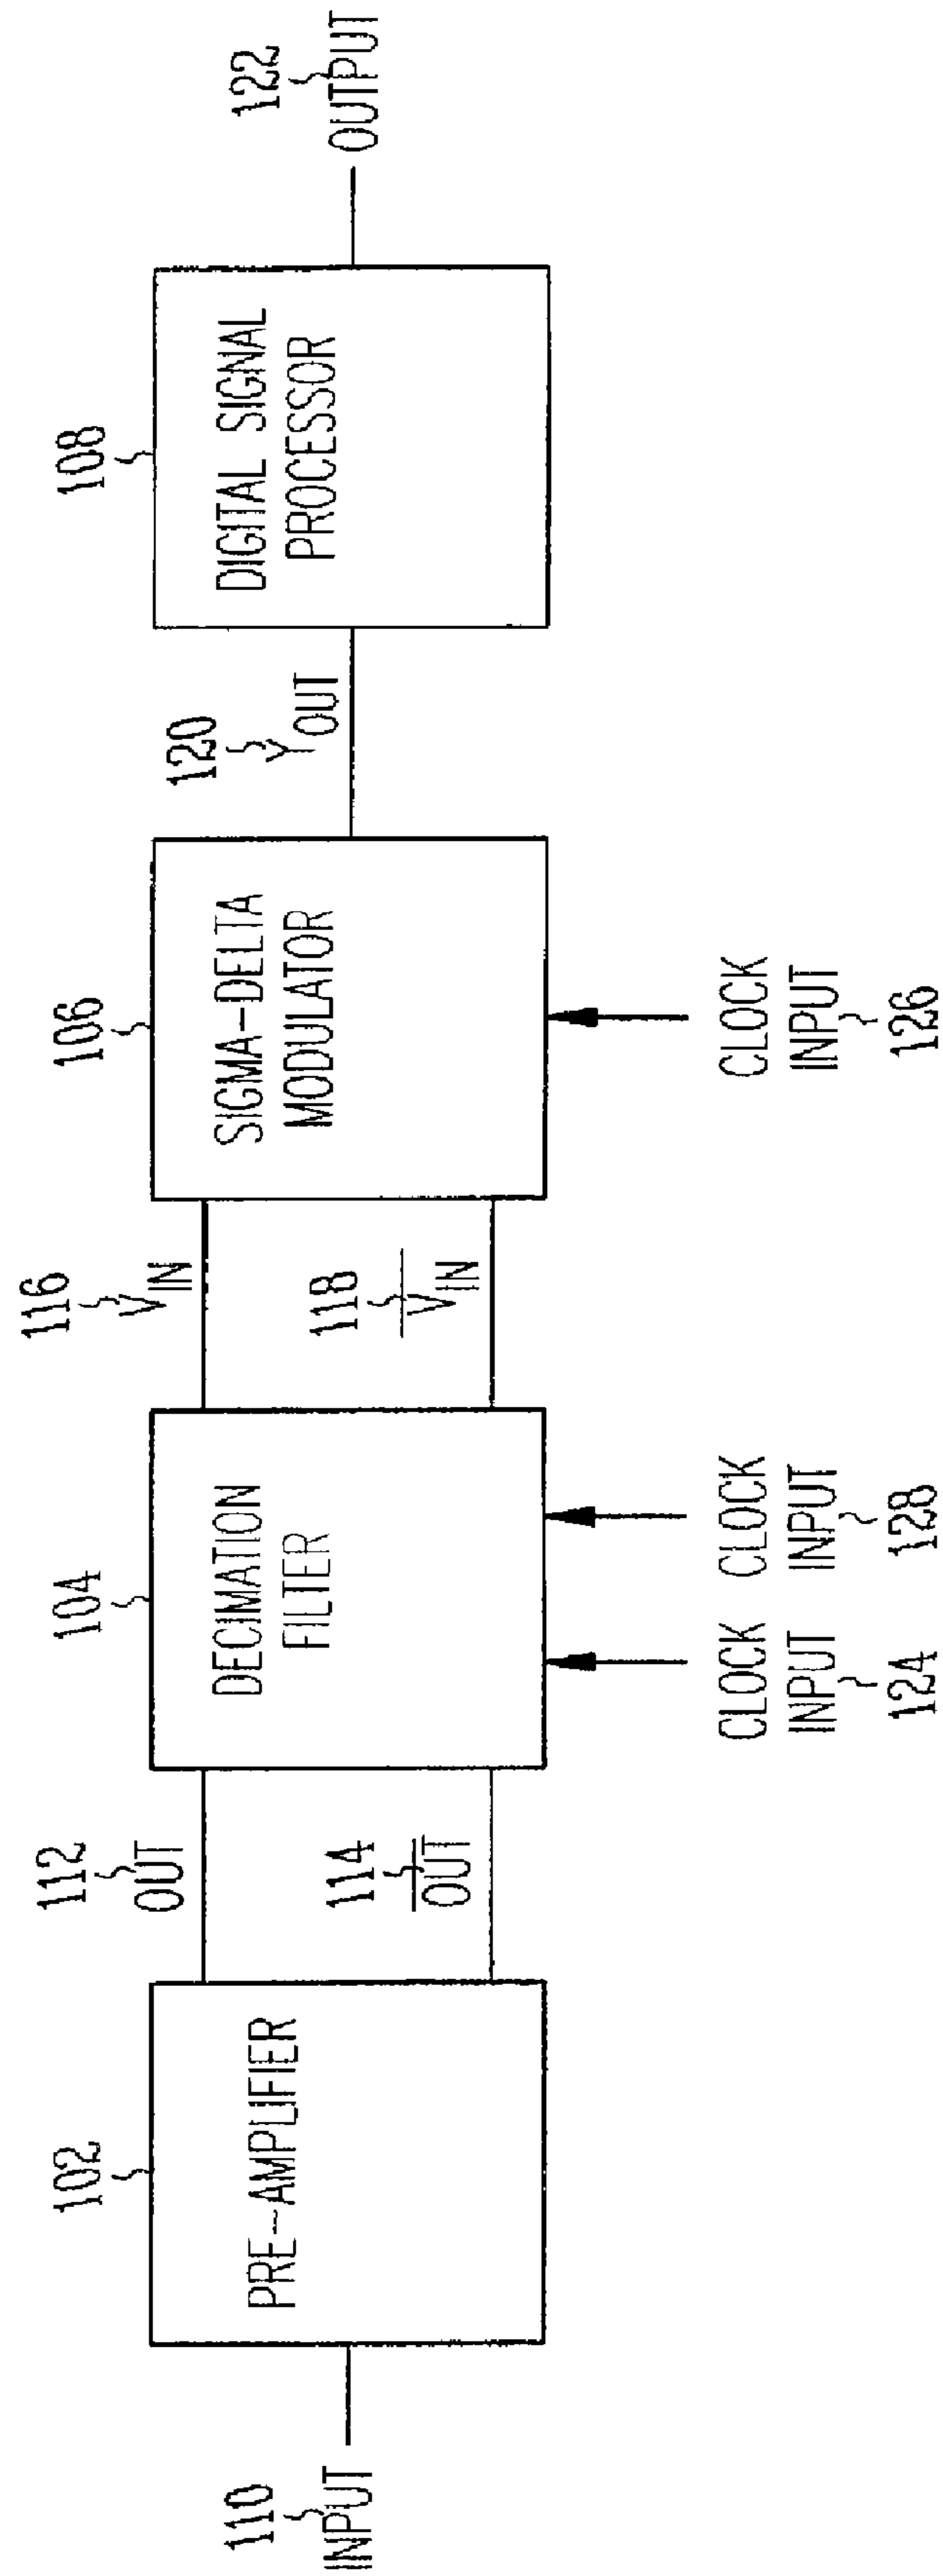 110
INPUT
102
PRE-AMPLIFIER
112
OUT
114
OUT
104
DECIMATION
FILTER
CLOCK
INPUT
124
CLOCK
INPUT
128
116
VIN
118
VIN
106
SIGMA-DELTA
MODULATOR
CLOCK
INPUT
126
120
YOUT
108
DIGITAL SIGNAL
PROCESSOR
122
OUTPUT